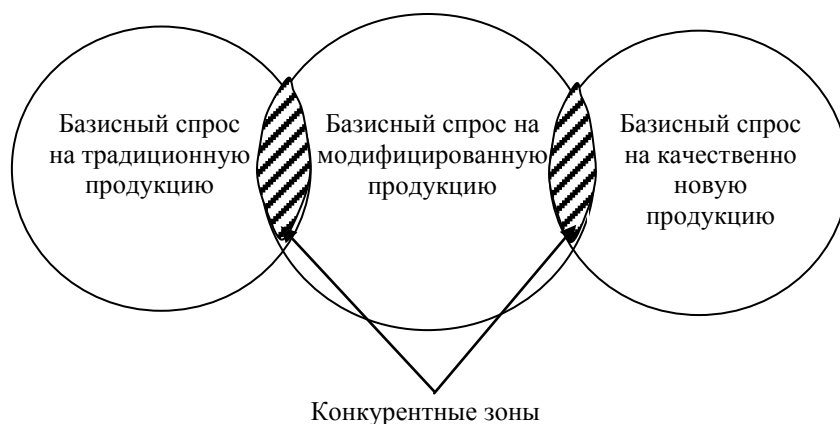 Базисный спрос
на традиционную
продукцию
Базисный спрос на
модифицированную
продукцию
Базисный спрос
на качественно
новую
продукцию
Конкурентные зоны